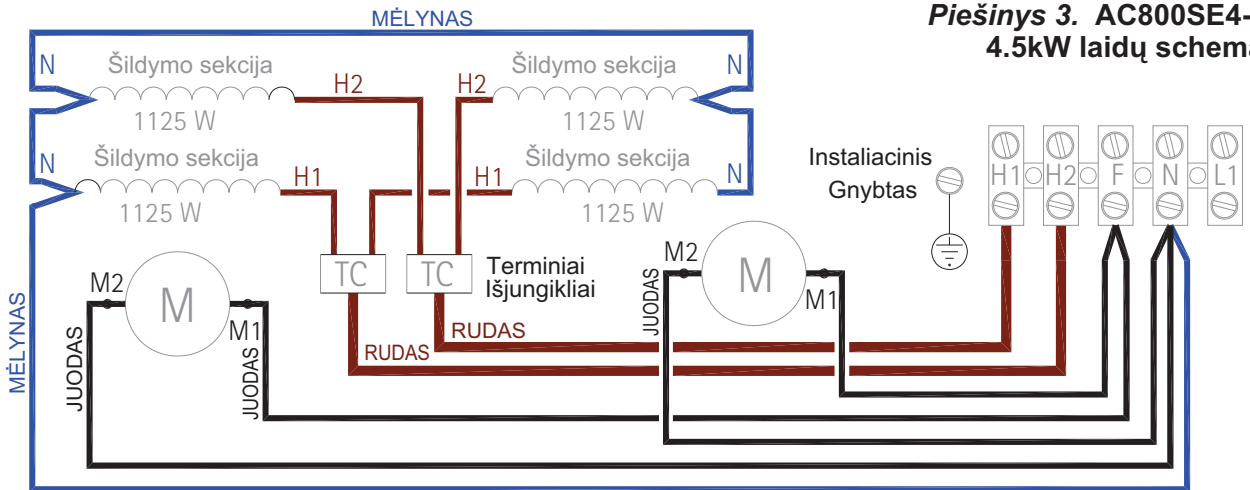 Piešinys 3. AC800SE4-
4.5kW laidų schema
MĖLYNAS
N
Šildymo sekcija
1125 W
H2
H2
Šildymo sekcija
1125 W
N
N
Šildymo sekcija
1125 W
H1
H1
Šildymo sekcija
1125 W
N
Instaliacinis
Gnybtas
H1 H2 F N L1
TC
TC
Terminiai
Išjungikliai
M2
M
M1
M2
M
M1
JUODAS
JUODAS
JUODAS
RUDAS
RUDAS
MĖLYNAS